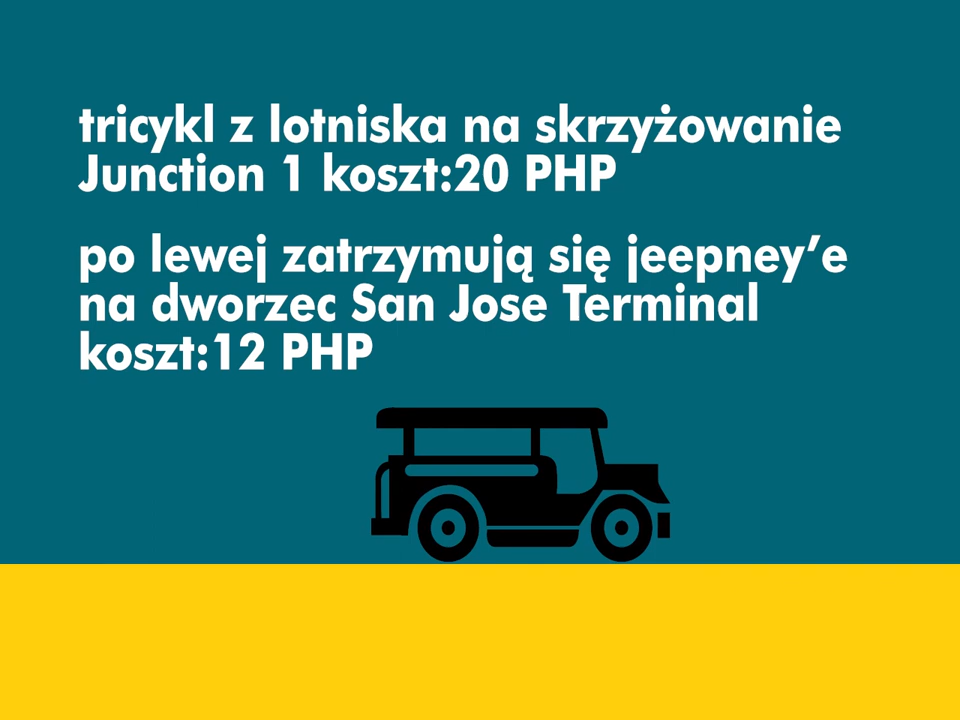 tricykl z lotniska na skrzyżowanie
Junction 1 koszt:20 PHP
po lewej zatrzymują się jeepney’e
na dworzec San Jose Terminal
koszt:12 PHP